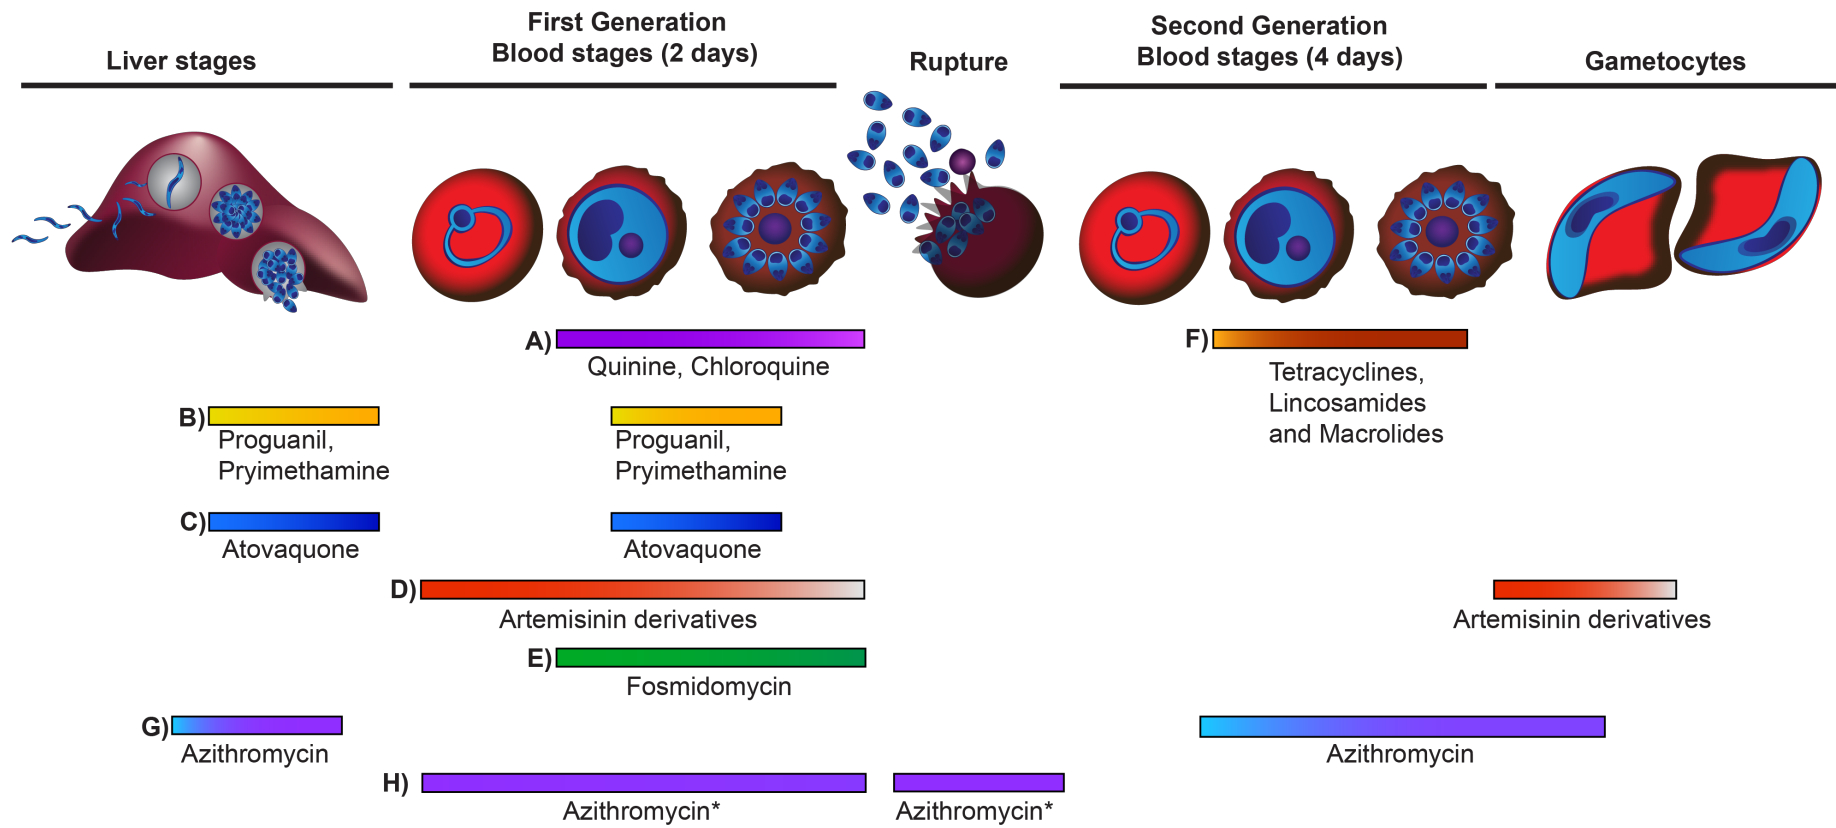 Liver stages
First Generation
Blood stages (2 days)
Rupture
Second Generation
Blood stages (4 days)
Gametocytes
A)
Quinine, Chloroquine
F)
Tetracyclines,
Lincosamides
and Macrolides
B)
Proguanil,
Pryimethamine
Proguanil,
Pryimethamine
C)
Atovaquone
Atovaquone
D)
Artemisinin derivatives
Artemisinin derivatives
E)
Fosmidomycin
G)
Azithromycin
Azithromycin
H)
Azithromycin*
Azithromycin*